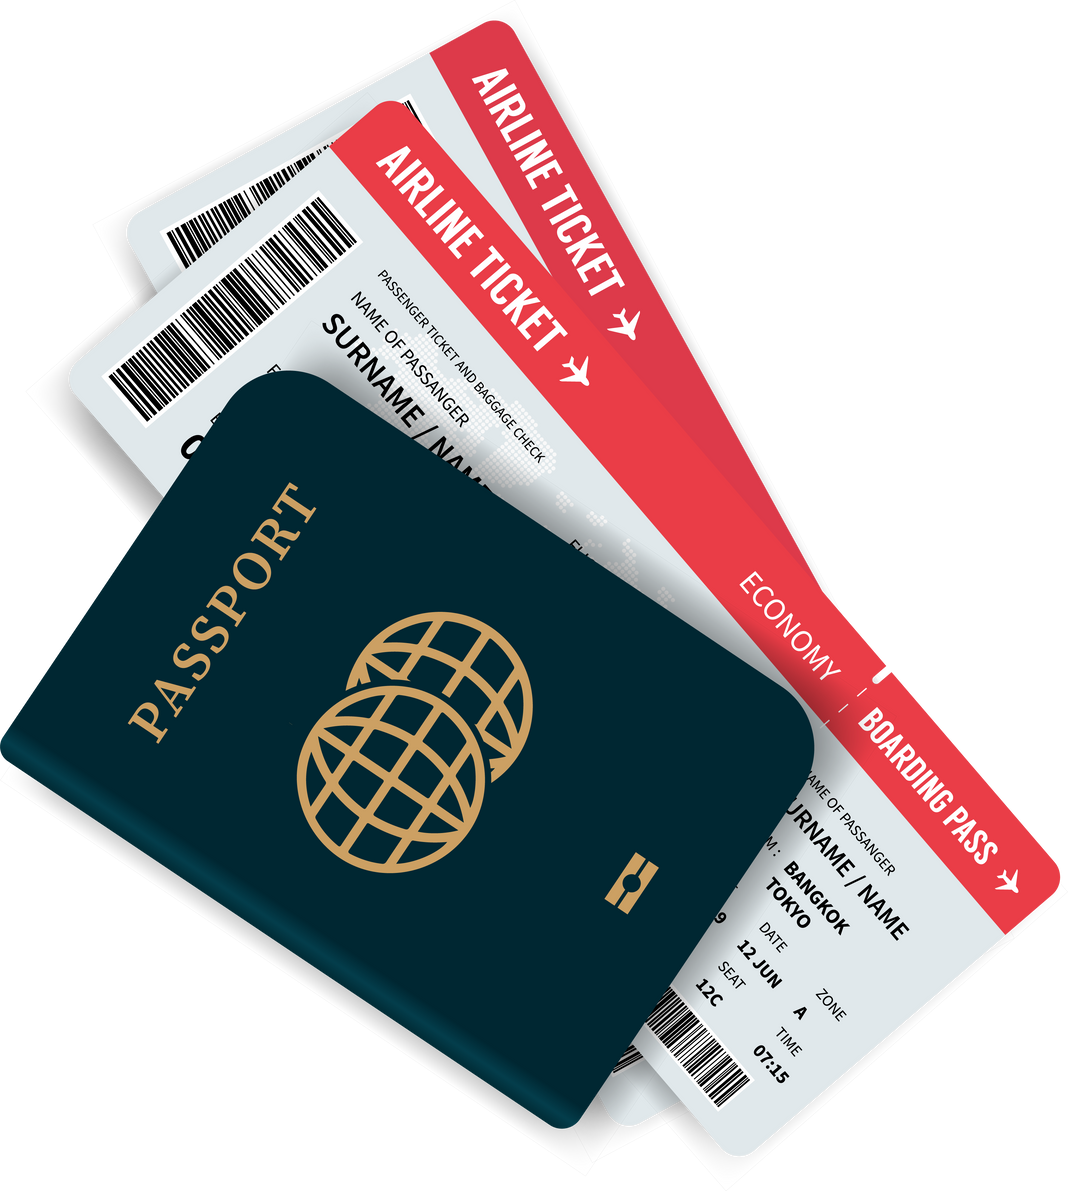 AIRLINE TICKET
AIRLINE TICKET
PASSENGER TICKET AND BAGGAGE CHECK
NAME OF PASSANGER
SURNAME / NAME
ECONOMY
BOARDING PASS
NAME OF PASSANGER
SURNAME / NAME
BANGKOK
TOKYO
DATE
12 JUN
ZONE
A
SEAT
12C
TIME
07:15
PASSPORT